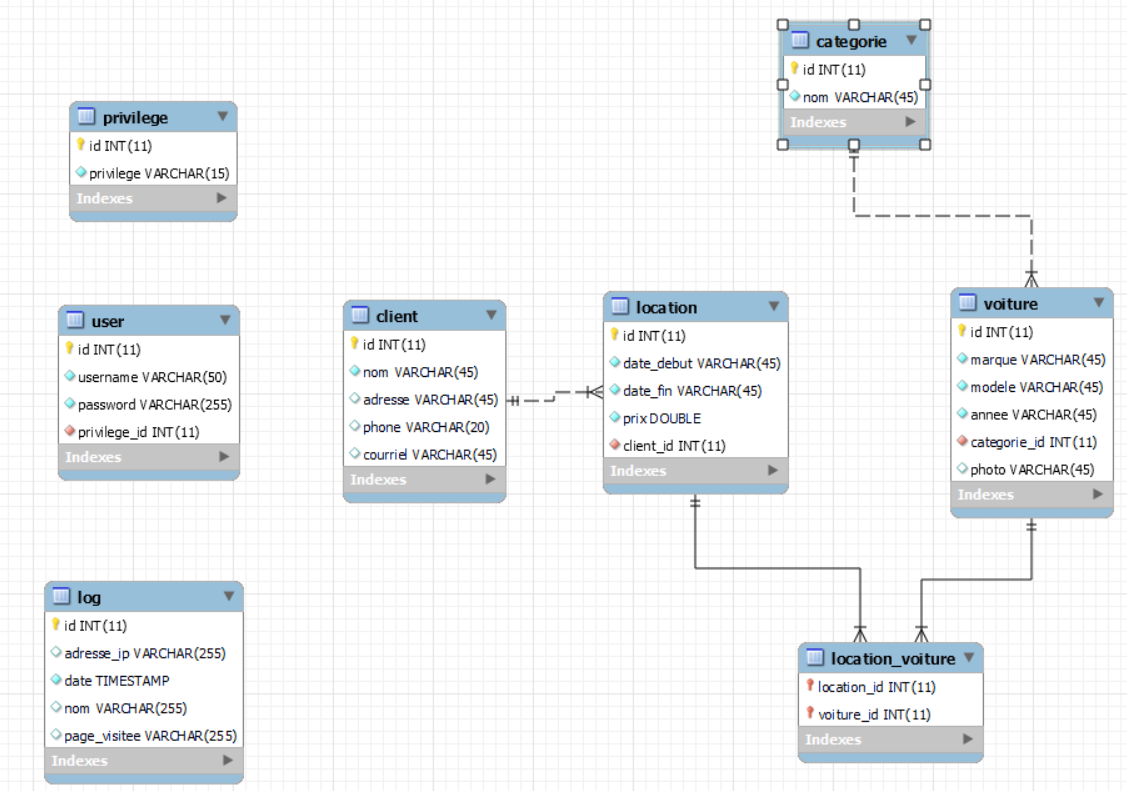 categorie
id INT(11)
nom VARCHAR(45)
Indexes
privilege
id INT(11)
privilege VARCHAR(15)
Indexes
user
id INT(11)
username VARCHAR(50)
password VARCHAR(255)
privilege_id INT(11)
Indexes
client
id INT(11)
nom VARCHAR(45)
adresse VARCHAR(45)
phone VARCHAR(20)
courriel VARCHAR(45)
Indexes
location
id INT(11)
date_debut VARCHAR(45)
date_fin VARCHAR(45)
prix DOUBLE
client_id INT(11)
Indexes
voiture
id INT(11)
marque VARCHAR(45)
modele VARCHAR(45)
annee VARCHAR(45)
categorie_id INT(11)
photo VARCHAR(45)
Indexes
log
id INT(11)
adresse_ip VARCHAR(255)
date TIMESTAMP
nom VARCHAR(255)
page_visitee VARCHAR(255)
Indexes
location_voiture
location_id INT(11)
voiture_id INT(11)
Indexes